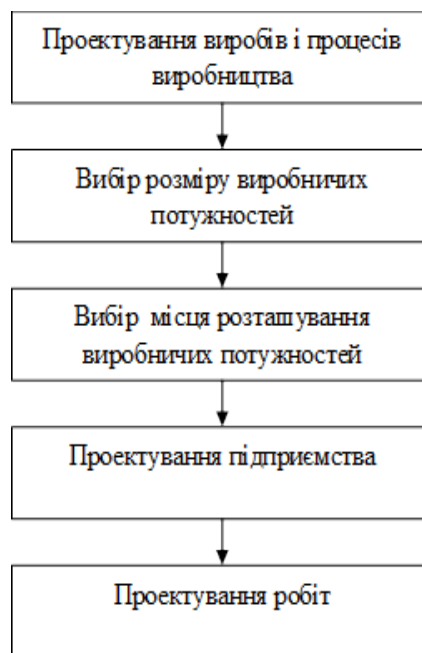 Проектування виробів і процесів
виробництва
Вибір розміру виробничих
потужностей
Вибір місця розташування
виробничих потужностей
Проектування підприємства
Проектування робіт